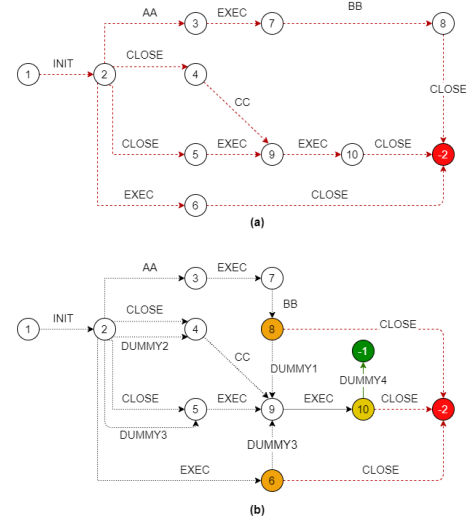 AA
EXEC
BB
3
7
8
INIT
CLOSE
1
2
4
CC
CLOSE
CLOSE
EXEC
EXEC
CLOSE
5
9
10
-2
EXEC
CLOSE
6
(a)
AA
EXEC
3
7
INIT
CLOSE
BB
CLOSE
1
2
4
8
DUMMY2
-1
CC
DUMMY1
DUMMY4
CLOSE
EXEC
EXEC
CLOSE
5
9
10
-2
DUMMY3
DUMMY3
EXEC
CLOSE
6
(b)